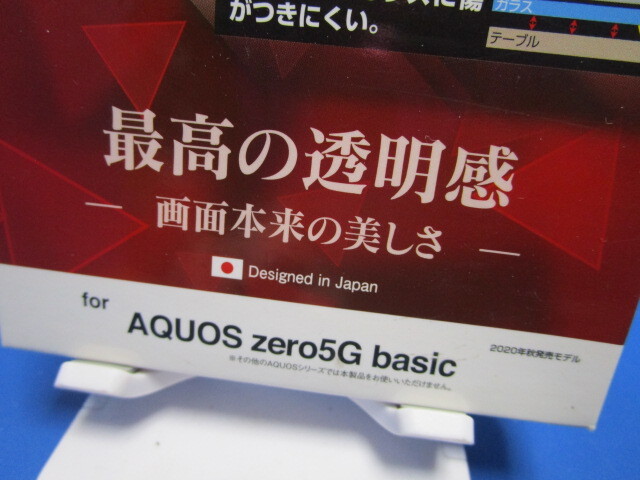 に傷
がつきにくい。
ガラス
テーブル
最高の透明感
画面本来の美しさ
Designed in Japan
for
AQUOS zero5G basic
2020年秋発売モデル
※その他のAQUOSシリーズでは本製品をお使いいただけません。